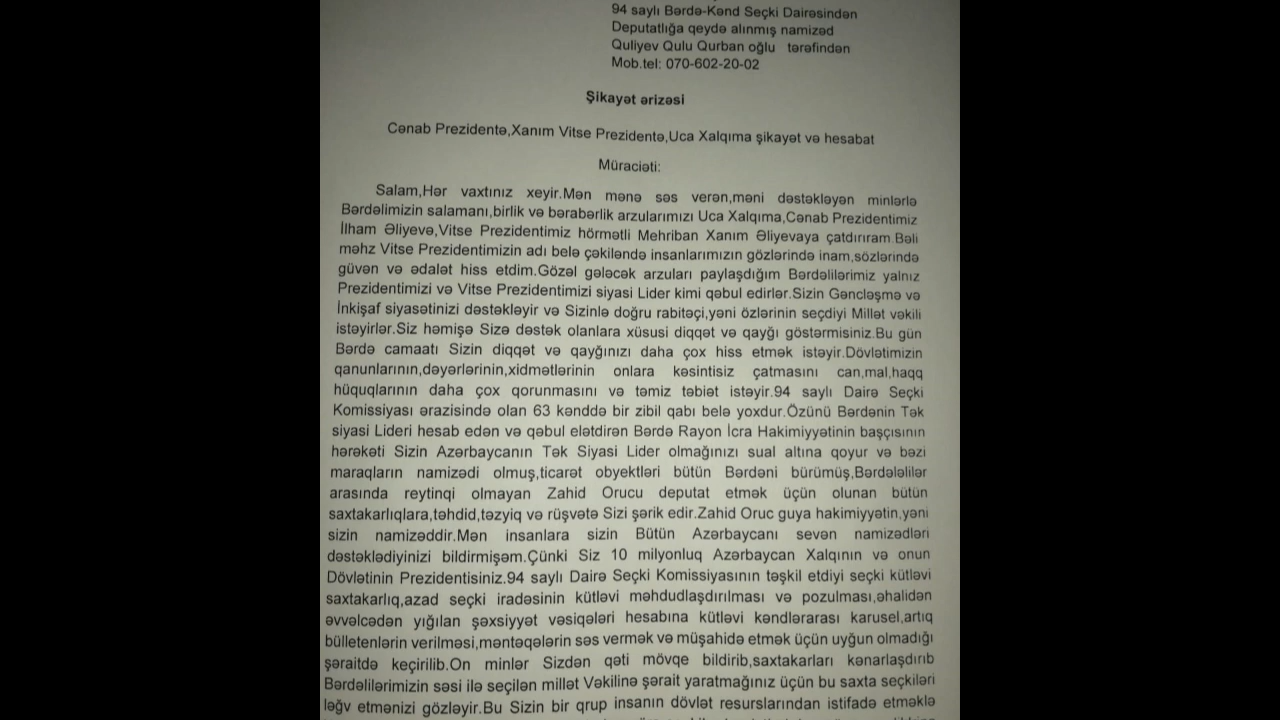 94 saylı Bərdə-Kənd Seçki Dairəsindən
Deputatlığa qeydə alınmış namizəd
Quliyev Qulu Qurban oğlu tərəfindən
Mob.tel: 070-602-20-02
Şikayət ərizəsi
Cənab Prezidentə,Xanım Vitse Prezidentə,Uca Xalqıma şikayət və hesabat
Müraciəti:
Salam,Hər vaxtınız xeyir.Mən mənə səs verən,məni dəstəkləyən minlərlə
Bərdəlimizin salamanı,birlik və bərabərlik arzularımızı Uca Xalqıma,Cənab Prezidentimiz
İlham Əliyevə,Vitse Prezidentimiz hörmətli Mehriban Xanım Əliyevaya çatdırıram.Bəli
məhz Vitse Prezidentimizin adı belə çəkiləndə insanlarımızın gözlərində inam,sözlərində
güvən və ədalət hiss etdim.Gözəl gələcək arzuları paylaşdığım Bərdəlilərimiz yalnız
Prezidentimizi və Vitse Prezidentimizi siyasi Lider kimi qəbul edirlər.Sizin Gəncləşmə və
İnkişaf siyasətinizi dəstəkləyir və Sizinlə doğru rabitəçi,yəni özlərinin seçdiyi Millət vəkili
istəyirlər.Siz həmişə Sizə dəstək olanlara xüsusi diqqət və qayğı göstərmisiniz.Bu gün
Bərdə camaatı Sizin diqqət və qayğınızı daha çox hiss etmək istəyir.Dövlətimizin
qanunlarının,dəyərlərinin,xidmətlərinin onlara kəsintisiz çatmasını can,mal,haqq
hüquqlarının daha çox qorunmasını və təmiz təbiət istəyir.94 saylı Dairə Seçki
Komissiyası ərazisində olan 63 kənddə bir zibil qabı belə yoxdur.Özünü Bərdənin Tək
siyasi Lideri hesab edən və qəbul elətdirən Bərdə Rayon İcra Hakimiyyətinin başçısının
hərəkəti Sizin Azərbaycanın Tək Siyasi Lider olmağınızı sual altına qoyur və bəzi
maraqların namizədi olmuş,ticarət obyektləri bütün Bərdəni bürümüş,Bərdələlilər
arasında reytinqi olmayan Zahid Orucu deputat etmək üçün olunan bütün
saxtakarlıqlara,təhdid,təzyiq və rüşvətə Sizi şərik edir.Zahid Oruc guya hakimiyyətin,yəni
sizin namizəddir.Mən insanlara sizin Bütün Azərbaycanı sevən namizədləri
dəstəklədiyinizi bildirmişəm.Çünki Siz 10 milyonluq Azərbaycan Xalqının və onun
Dövlətinin Prezidentisiniz.94 saylı Dairə Seçki Komissiyasının təşkil etdiyi seçki kütləvi
saxtakarlıq,azad seçki iradəsinin kütləvi məhdudlaşdırılması və pozulması,əhalidən
əvvəlcədən yığılan şəxsiyyət vəsiqələri hesabına kütləvi kəndlərarası karusel,artıq
bülletenlərin verilməsi,məntəqələrin səs vermək və müşahidə etmək üçün uyğun olmadığı
şəraitdə keçirilib.On minlər Sizdən qəti mövqe bildirib,saxtakarları kənarlaşdırıb
Bərdəlilərimizin səsi ilə seçilən millət Vəkilinə şərait yaratmağınız üçün bu saxta seçkiləri
ləğv etmənizi gözləyir.Bu Sizin bir qrup insanın dövlət resurslarından istifadə etməklə